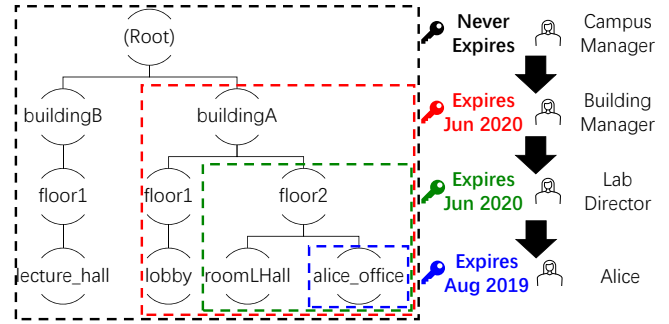 (Root)
Never
Expires
Campus
Manager
buildingB
buildingA
Expires
Jun 2020
Building
Manager
floor1
floor1
floor2
Expires
Jun 2020
Lab
Director
lecture_hall
lobby
roomLHall
alice_office
Expires
Aug 2019
Alice